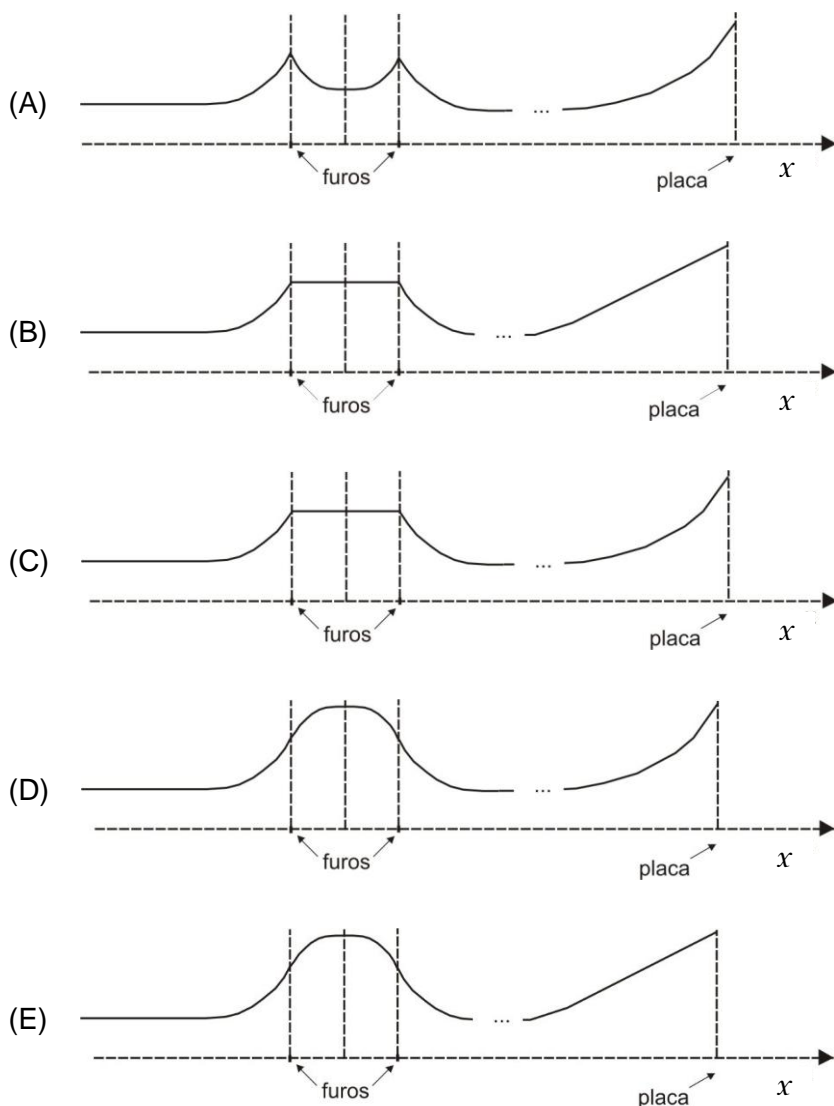 (A)
...
furos
placa
x
(B)
...
furos
placa
x
(C)
...
furos
placa
x
(D)
...
furos
placa
x
(E)
...
furos
placa
x